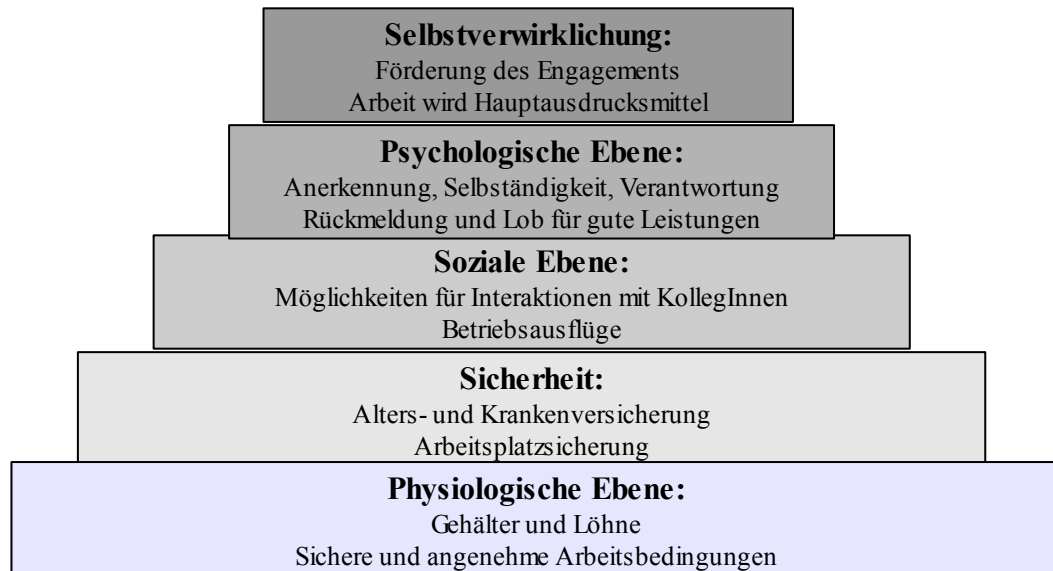 Selbstverwirklichung:
Förderung des Engagements
Arbeit wird Hauptausdrucksmittel
Psychologische Ebene:
Anerkennung, Selbständigkeit, Verantwortung
Rückmeldung und Lob für gute Leistungen
Soziale Ebene:
Möglichkeiten für Interaktionen mit KollegInnen
Betriebsausflüge
Sicherheit:
Alters- und Krankenversicherung
Arbeitsplatzsicherung
Physiologische Ebene:
Gehälter und Löhne
Sichere und angenehme Arbeitsbedingungen